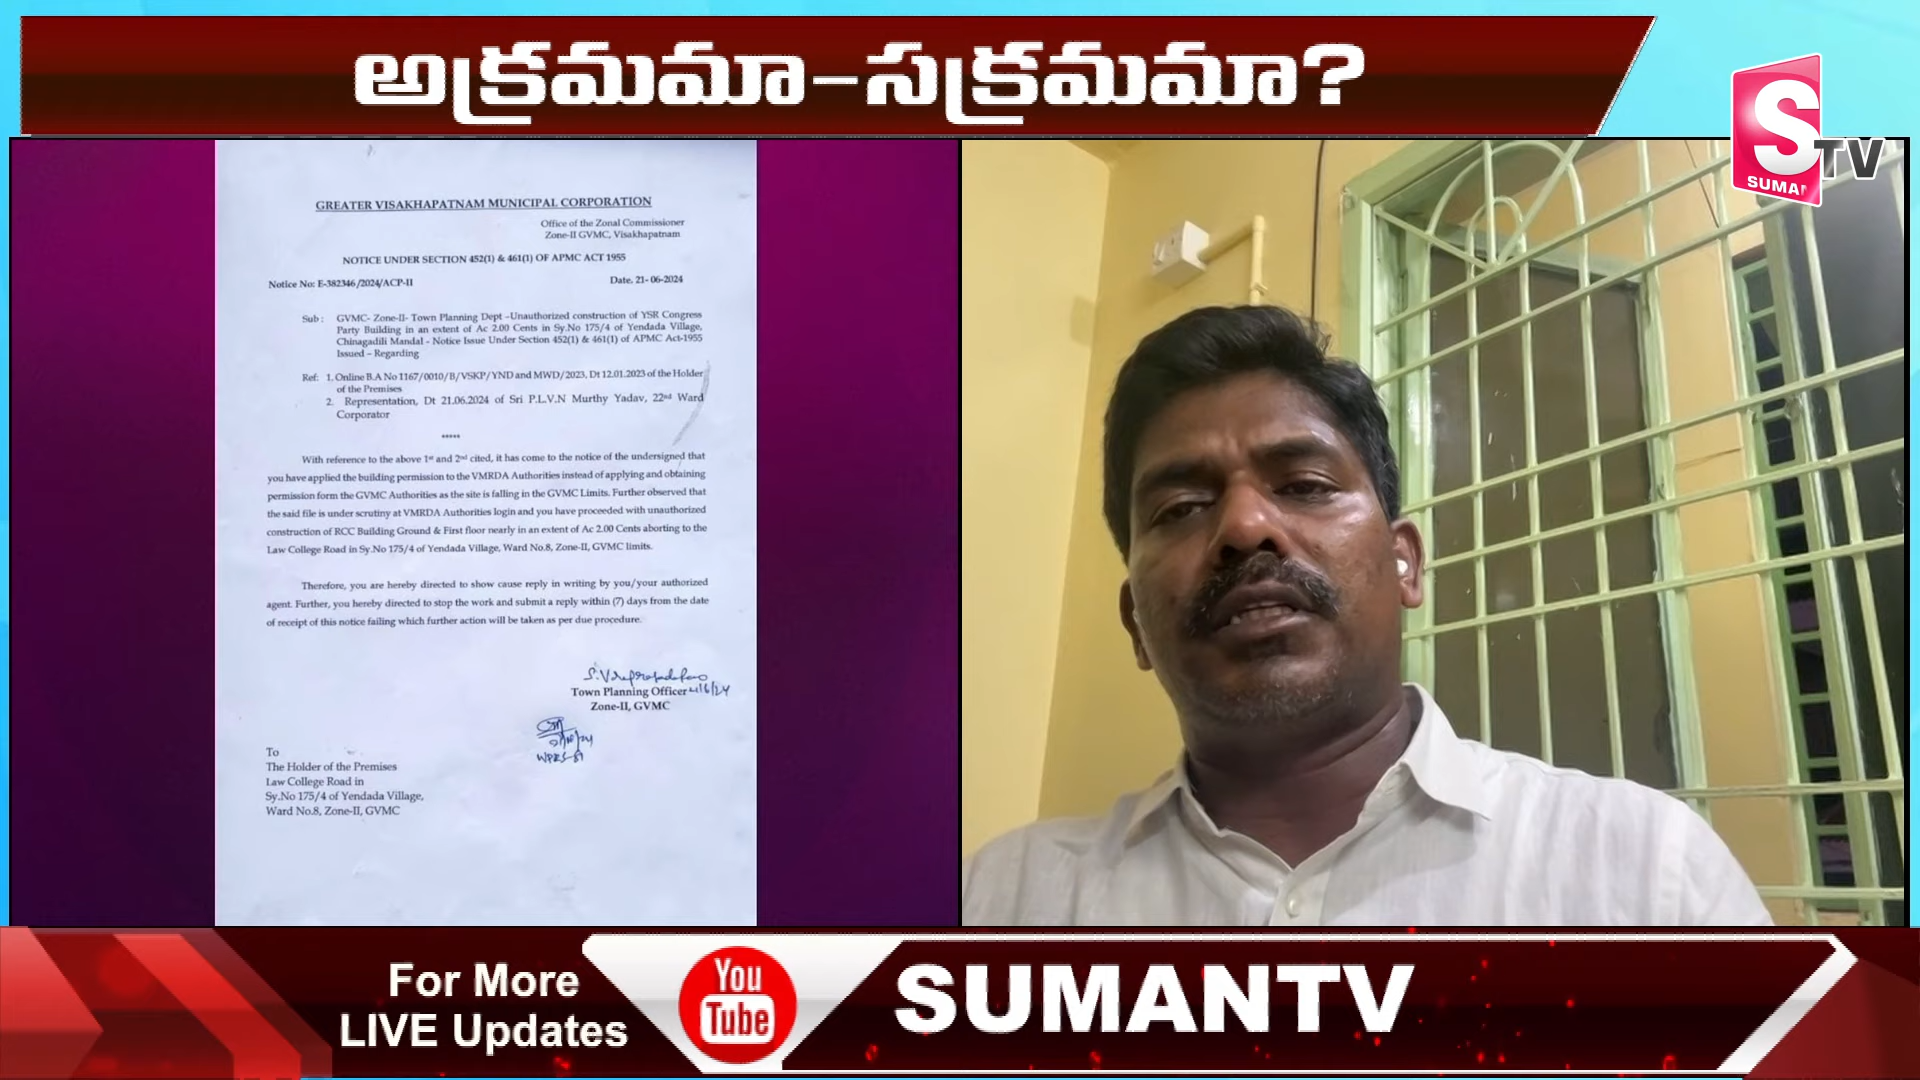 అక్రమమా-సక్రమమా?
S
TV
SUMAN
GREATER VISAKHAPATNAM MUNICIPAL CORPORATION
Office of the Zonal Commissioner
Zone-II GVMC, Visakhapatnam
NOTICE UNDER SECTION 452(1) & 461(1) OF APMC ACT 1955
Notice No: E-382346/2024/ACP-II
Date. 21- 06-2024
Sub : GVMC- Zone-II- Town Planning Dept –Unauthorized construction of YSR Congress
Party Building in an extent of Ac 2.00 Cents in Sy.No 175/4 of Yendada Village,
Chinagadili Mandal - Notice Issue Under Section 452(1) & 461(1) of APMC Act-1955
Issued – Regarding
Ref: 1. Online B.A No 1167/0010/B/VSKP/YND and MWD/2023, Dt 12.01.2023 of the Holder
of the Premises
2. Representation, Dt 21.06.2024 of Sri P.L.V.N Murthy Yadav, 22nd Ward
Corporator
*****
With reference to the above 1st and 2nd cited, it has come to the notice of the undersigned that
you have applied the building permission to the VMRDA Authorities instead of applying and obtaining
permission form the GVMC Authorities as the site is falling in the GVMC Limits. Further observed that
the said file is under scrutiny at VMRDA Authorities login and you have proceeded with unauthorized
construction of RCC Building Ground & First floor nearly in an extent of Ac 2.00 Cents aborting to the
Law College Road in Sy.No 175/4 of Yendada Village, Ward No.8, Zone-II, GVMC limits.
Therefore, you are hereby directed to show cause reply in writing by you/your authorized
agent. Further, you hereby directed to stop the work and submit a reply within (7) days from the date
of receipt of this notice failing which further action will be taken as per due procedure.
Town Planning Officer
Zone-II, GVMC
To
The Holder of the Premises
Law College Road in
Sy.No 175/4 of Yendada Village,
Ward No.8, Zone-II, GVMC
For More
LIVE Updates
You
Tube
SUMANTV